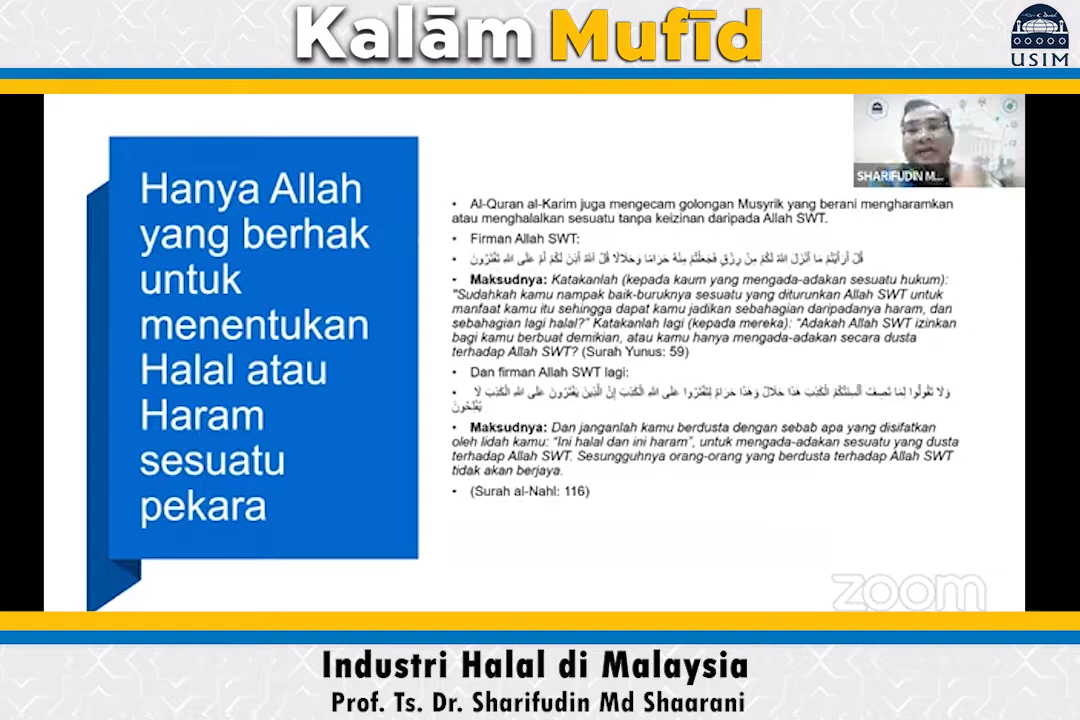 Kalām Mufīd
USIM
SHARIFUDIN M...
Hanya Allah
yang berhak
untuk
menentukan
Halal atau
Haram
sesuatu
pekara
• Al-Quran al-Karim juga mengecam golongan Musyrik yang berani mengharamkan
atau menghalalkan sesuatu tanpa keizinan daripada Allah SWT.
• Firman Allah SWT:
• قُلْ أَرَأَيْتُم مَّا أَنزَلَ اللَّهُ لَكُم مِّن رِّزْقٍ فَجَعَلْتُم مِّنْهُ حَرَامًا وَحَلَالًا قُلْ آللَّهُ أَذِنَ لَكُمْ أَمْ عَلَى اللَّهِ تَفْتَرُونَ
• Maksudnya: Katakanlah (kepada kaum yang mengada-adakan sesuatu hukum):
"Sudahkah kamu nampak baik-buruknya sesuatu yang diturunkan Allah SWT untuk
manfaat kamu itu sehingga dapat kamu jadikan sebahagian daripadanya haram, dan
sebahagian lagi halal?" Katakanlah lagi (kepada mereka): "Adakah Allah SWT izinkan
bagi kamu berbuat demikian, atau kamu hanya mengada-adakan secara dusta
terhadap Allah SWT? (Surah Yunus: 59)
• Dan firman Allah SWT lagi:
• وَلَا تَقُولُوا لِمَا تَصِفُ أَلْسِنَتُكُمُ الْكَذِبَ هَٰذَا حَلَالٌ وَهَٰذَا حَرَامٌ لِّتَفْتَرُوا عَلَى اللَّهِ الْكَذِبَ إِنَّ الَّذِينَ يَفْتَرُونَ عَلَى اللَّهِ الْكَذِبَ لَا
يُفْلِحُونَ
• Maksudnya: Dan janganlah kamu berdusta dengan sebab apa yang disifatkan
oleh lidah kamu: "Ini halal dan ini haram", untuk mengada-adakan sesuatu yang dusta
terhadap Allah SWT. Sesungguhnya orang-orang yang berdusta terhadap Allah SWT
tidak akan berjaya.
• (Surah al-Nahl: 116)
zoom
Industri Halal di Malaysia
Prof. Ts. Dr. Sharifudin Md Shaarani